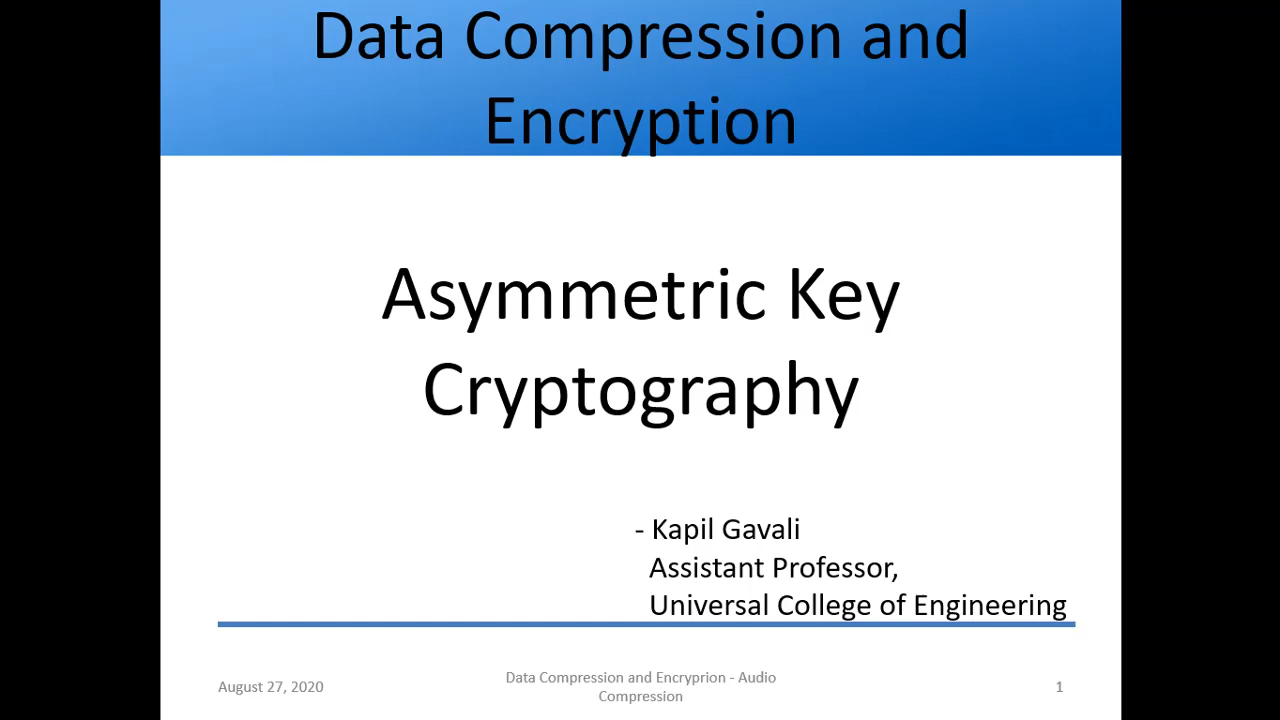 Data Compression and
Encryption
Asymmetric Key
Cryptography
- Kapil Gavali
Assistant Professor,
Universal College of Engineering
August 27, 2020
Data Compression and Encryprion - Audio
Compression
1